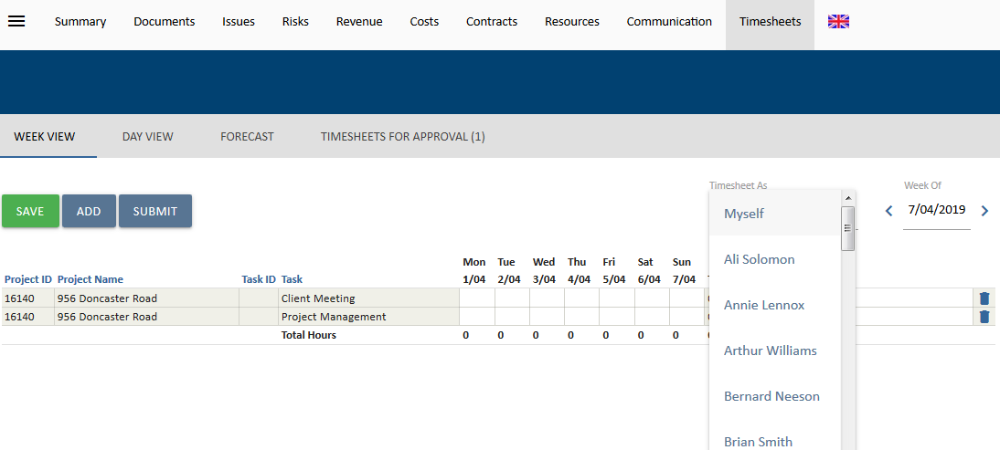 Summary Documents Issues Risks Revenue Costs Contracts Resources Communication Timesheets
WEEK VIEW DAY VIEW FORECAST TIMESHEETS FOR APPROVAL (1)
Timesheet As Week Of
SAVE ADD SUBMIT 7/04/2019
Myself
Ali Solomon
Annie Lennox
Arthur Williams
Bernard Neeson
Brian Smith
Mon Tue Wed Thu Fri Sat Sun
Project ID Project Name Task ID Task 1/04 2/04 3/04 4/04 5/04 6/04 7/04
16140 956 Doncaster Road Client Meeting
16140 956 Doncaster Road Project Management
Total Hours 0 0 0 0 0 0 0